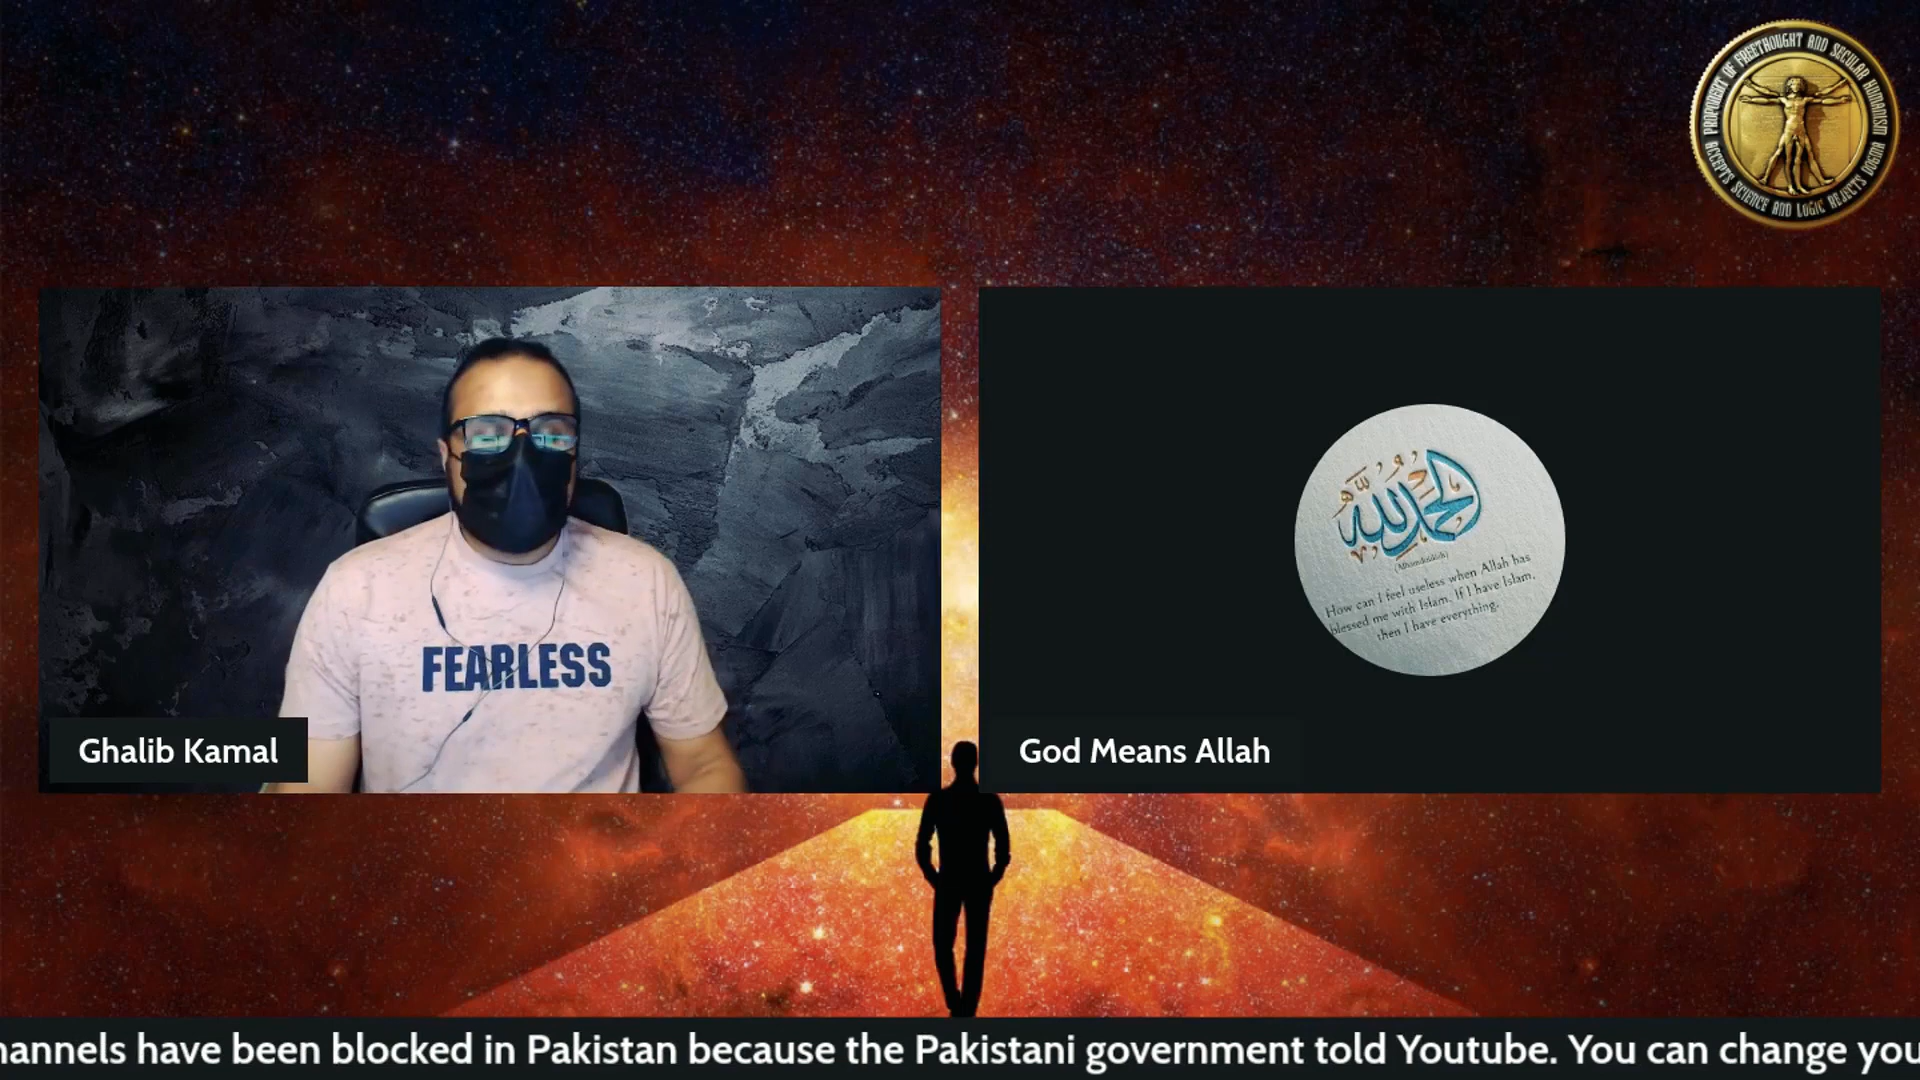 PROPONENT OF FREETHOUGHT AND SECULAR HUMANISM
ACCEPTS SCIENCE AND LOGIC REJECTS DOGMA
FEARLESS
Ghalib Kamal
الحمد لله
(Alhamdulillah)
How can I feel useless when Allah has
blessed me with Islam. If I have Islam,
then I have everything.
God Means Allah
hannels have been blocked in Pakistan because the Pakistani government told Youtube. You can change you